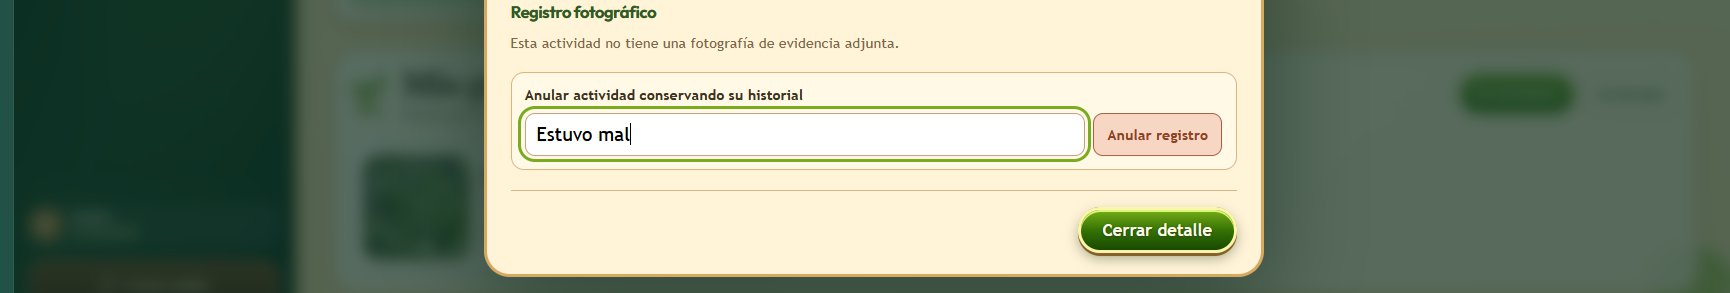 Registro fotográfico
Esta actividad no tiene una fotografía de evidencia adjunta.
Anular actividad conservando su historial
Estuvo mal
Anular registro
Cerrar detalle